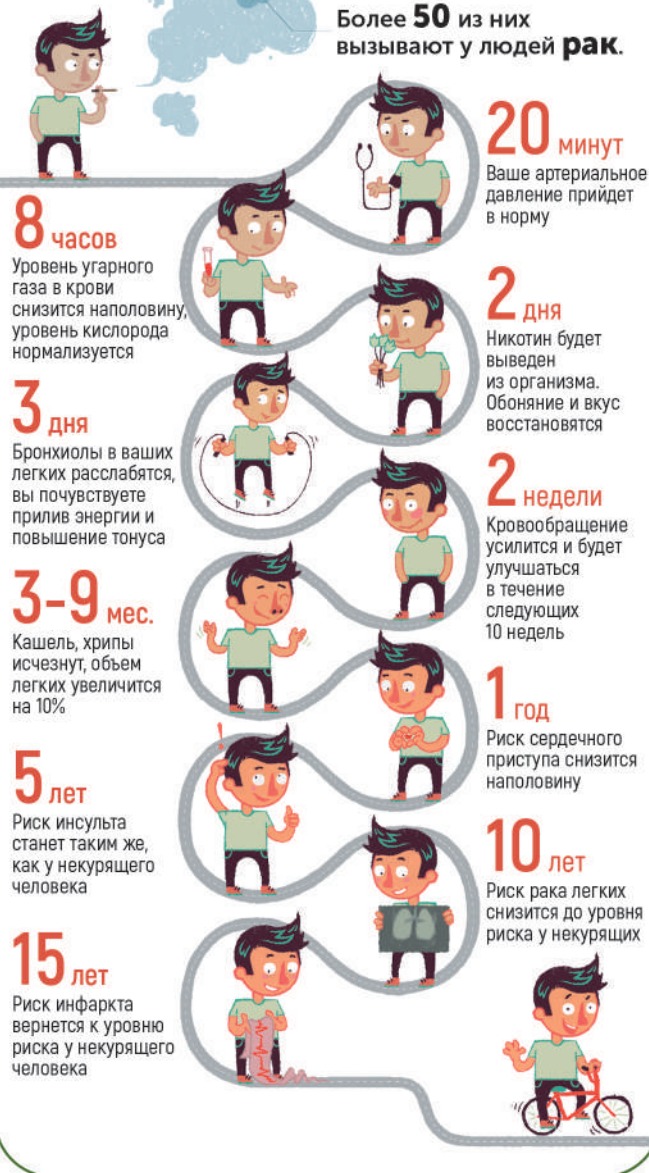 Более 50 из них
вызывают у людей рак.
20 минут
Ваше артериальное
давление прийдет
в норму
8 часов
Уровень угарного
газа в крови
снизится наполовину,
уровень кислорода
нормализуется
2 дня
Никотин будет
выведен
из организма.
Обоняние и вкус
восстановятся
3 дня
Бронхиолы в ваших
легких расслабятся,
вы почувствуете
прилив энергии и
повышение тонуса
2 недели
Кровообращение
усилится и будет
улучшаться
в течение
следующих
10 недель
3-9 мес.
Кашель, хрипы
исчезнут, объем
легких увеличится
на 10%
1 год
Риск сердечного
приступа снизится
наполовину
5 лет
Риск инсульта
станет таким же,
как у некурящего
человека
10 лет
Риск рака легких
снизится до уровня
риска у некурящих
15 лет
Риск инфаркта
вернется к уровню
риска у некурящего
человека